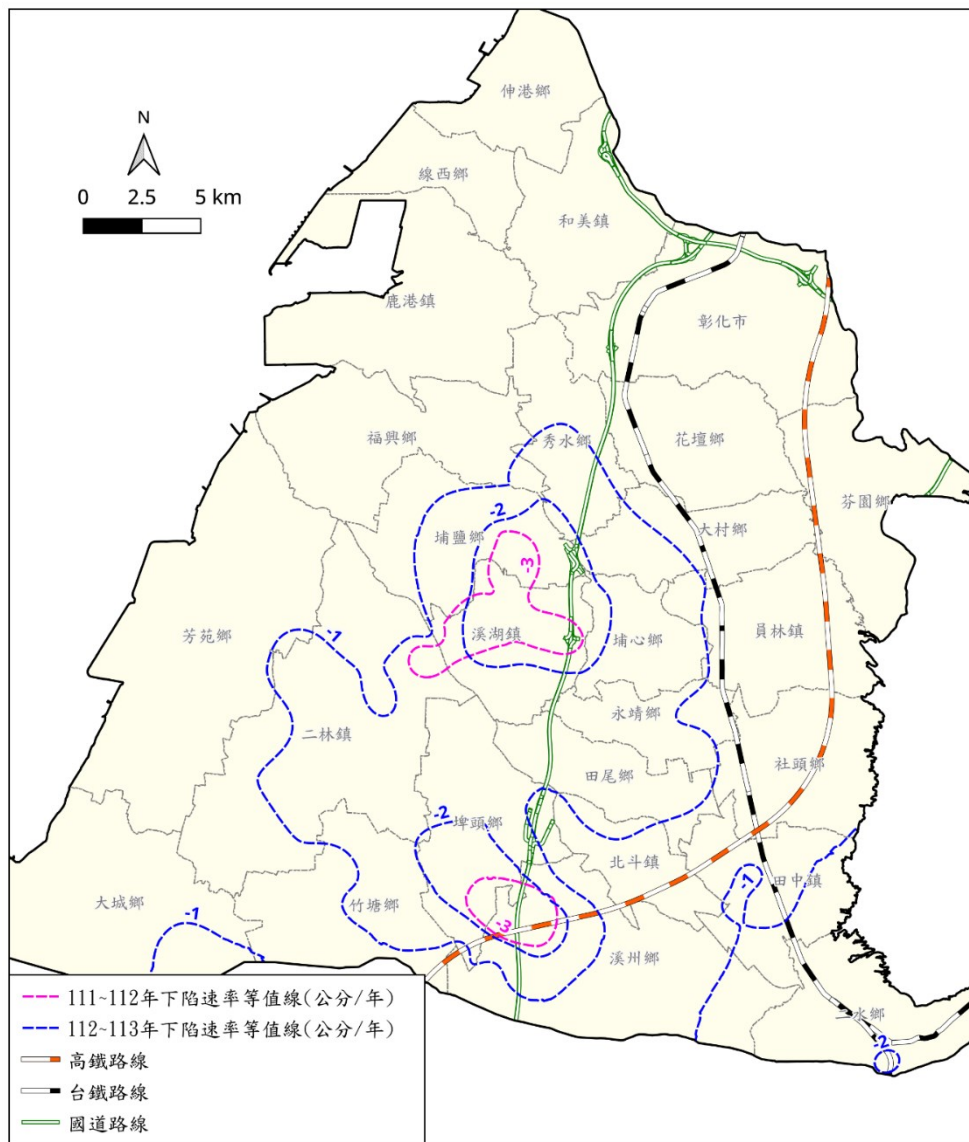 伸港鄉
N
線西鄉
0 2.5 5 km
和美鎮
鹿港鎮
彰化市
福興鄉
秀水鄉
花壇鄉
芬園鄉
-2
大村鄉
埔鹽鄉
-3
芳苑鄉
-1
溪湖鎮
埔心鄉
員林鎮
永靖鄉
二林鎮
田尾鄉
社頭鄉
-2
埤頭鄉
北斗鎮
-1
田中鎮
大城鄉
-1
竹塘鄉
-3
溪州鄉
二水鄉
-2
111~112年下陷速率等值線(公分/年)
112~113年下陷速率等值線(公分/年)
高鐵路線
台鐵路線
國道路線